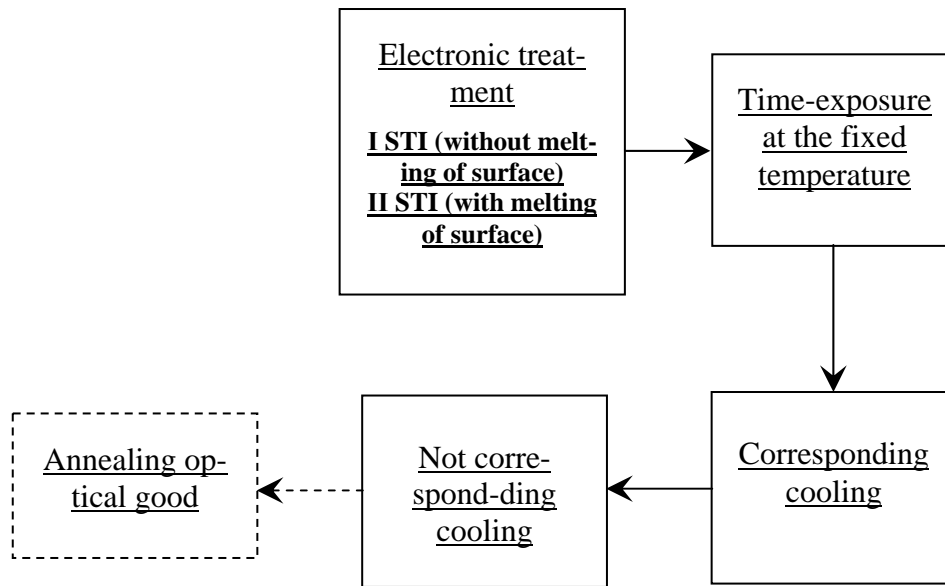 Electronic treat-
ment
I STI (without melt-
ing of surface)
II STI (with melting
of surface)
Time-exposure
at the fixed
temperature
Corresponding
cooling
Not corre-
spond-ding
cooling
Annealing op-
tical good